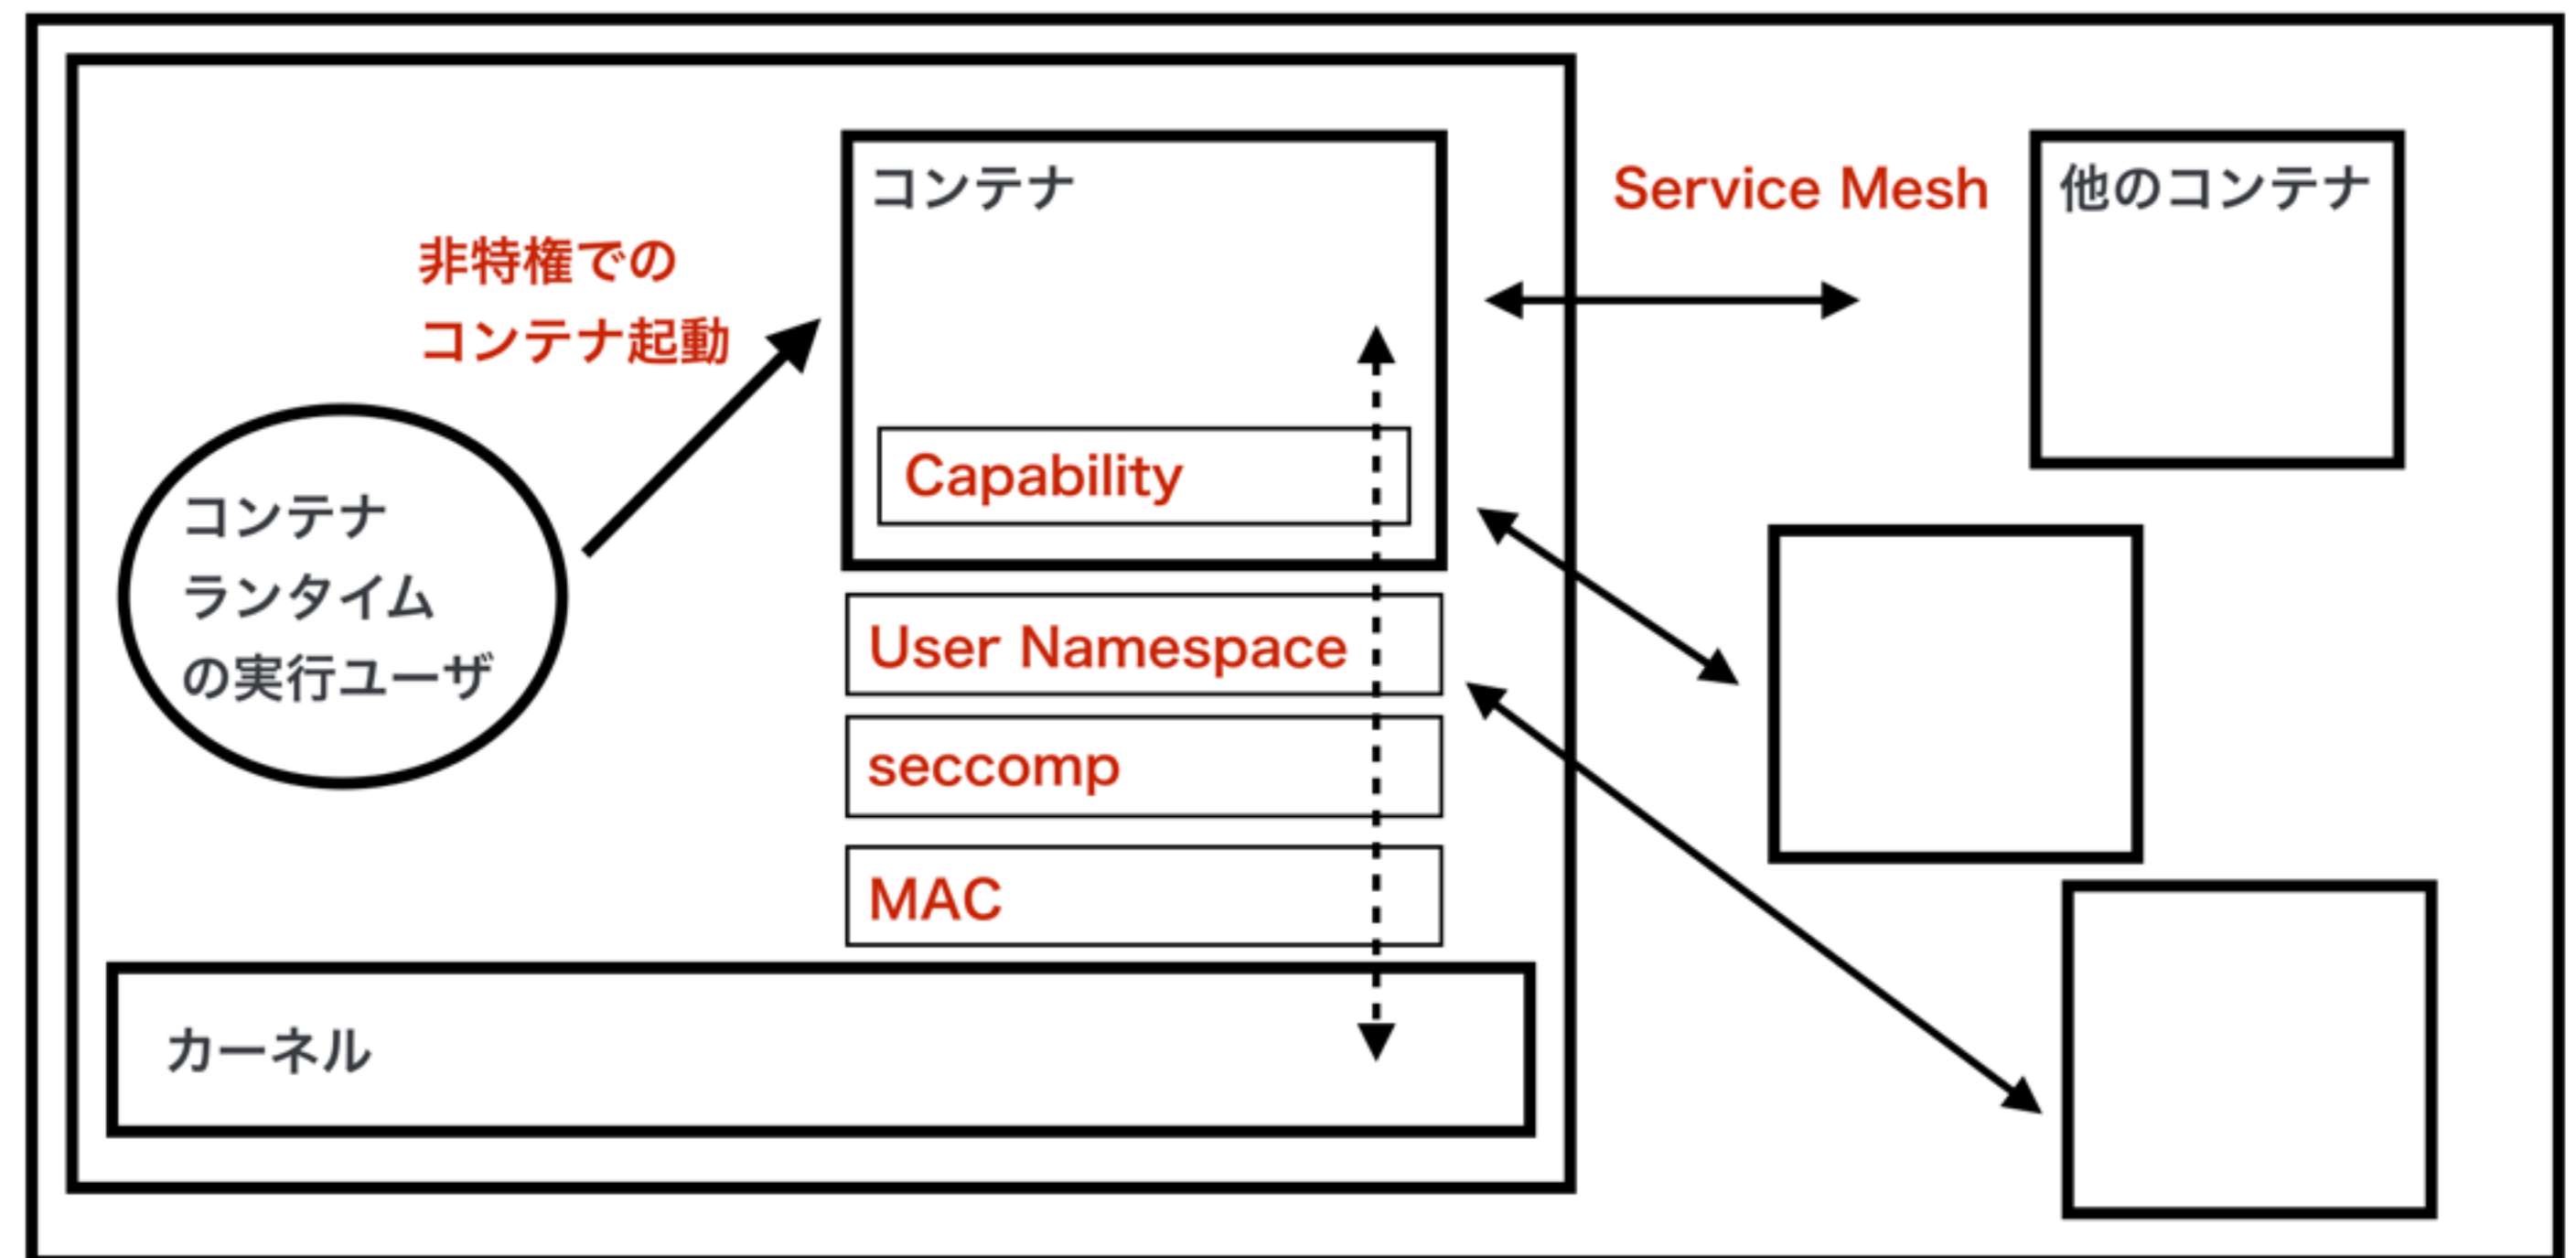 コンテナ
Service Mesh
他のコンテナ
非特権での
コンテナ起動
Capability
コンテナ
ランタイム
の実行ユーザ
User Namespace
seccomp
MAC
カーネル